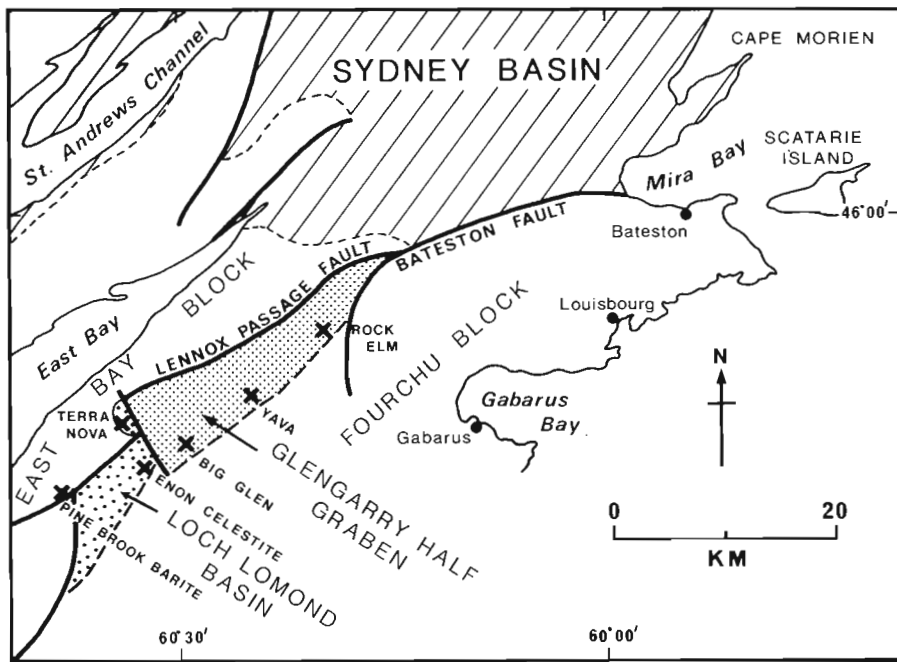 CAPE MORIEN
SYDNEY BASIN
St. Andrews Channel
SCATARIE
ISLAND
Mira Bay
46°00′
Bateston
BATESTON FAULT
LENNOX PASSAGE FAULT
EAST BAY BLOCK
East Bay
Louisbourg
ROCK
ELM
FOURCHU BLOCK
N
Gabarus
Bay
Gabarus
YAVA
TERRA
NOVA
BIG GLEN
GLENGARRY HALF
GRABEN
ENON CELESTITE
LOCH LOMOND
BASIN
PINE BROOK BARITE
0 20
KM
60°30′
60°00′